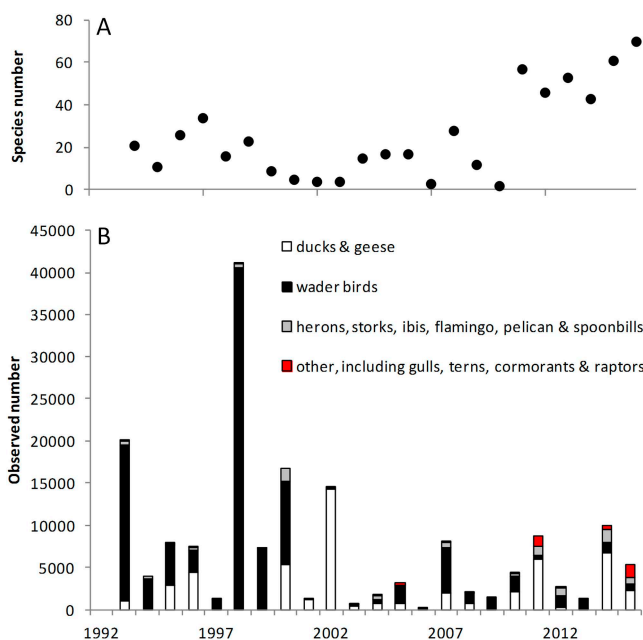 A
Species number
80
60
40
20
0
B
Observed number
45000
40000
35000
30000
25000
20000
15000
10000
5000
0
ducks & geese
wader birds
herons, storks, ibis, flamingo, pelican & spoonbills
other, including gulls, terns, cormorants & raptors
1992 1997 2002 2007 2012